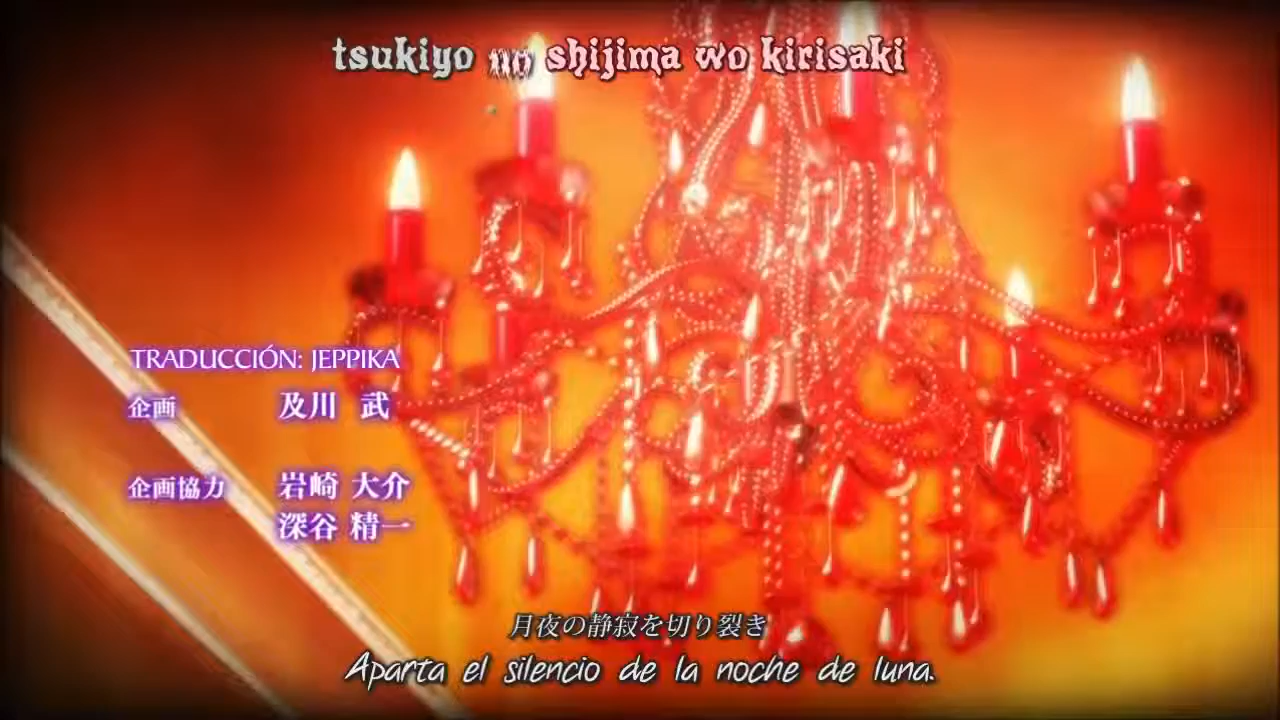 tsukiyo no shijima wo kirisaki
TRADUCCIÓN: JEPPIKA
企画 及川 武
企画協力 岩崎 大介
深谷 精一
月夜の静寂を切り裂き
Aparta el silencio de la noche de luna.